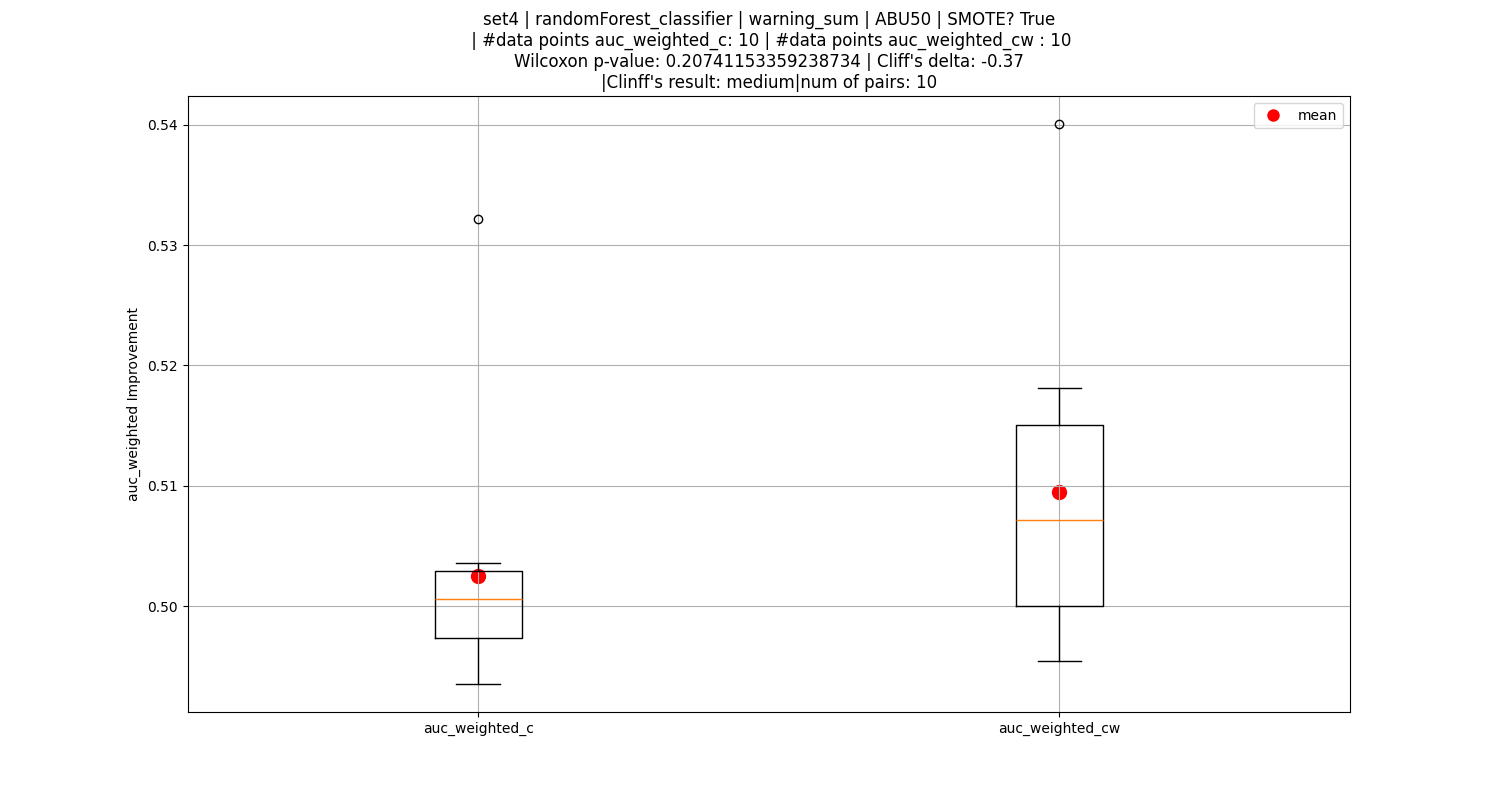 set4 | randomForest_classifier | warning_sum | ABU50 | SMOTE? True
| #data points auc_weighted_c: 10 | #data points auc_weighted_cw : 10
Wilcoxon p-value: 0.20741153359238734 | Cliff's delta: -0.37
|Clinff's result: medium|num of pairs: 10
mean
auc_weighted Improvement
0.54
0.53
0.52
0.51
0.50
auc_weighted_c
auc_weighted_cw